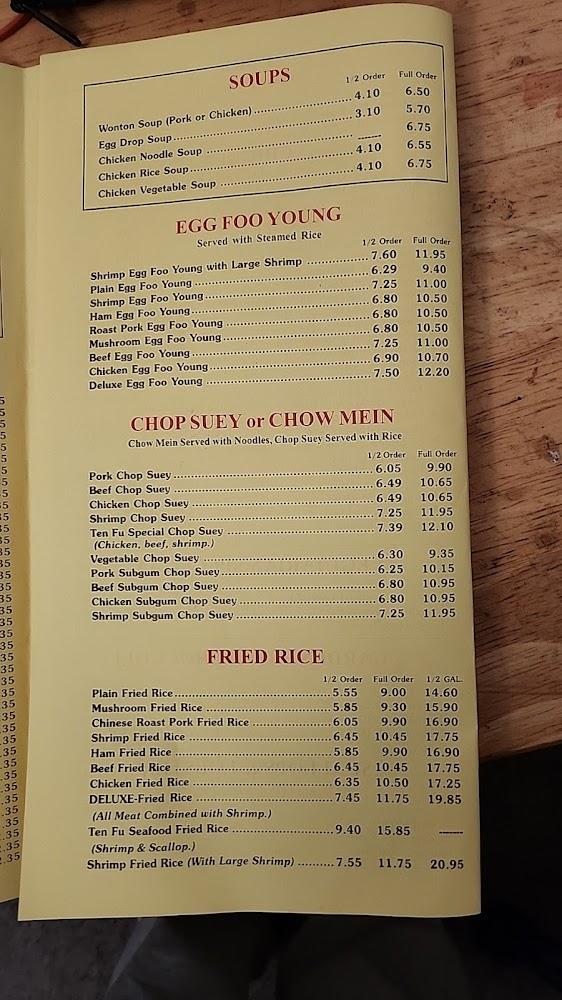 SOUPS
1/2 Order Full Order
Wonton Soup (Pork or Chicken) 4.10 6.50
Egg Drop Soup 3.10 5.70
Chicken Noodle Soup ------ 6.75
Chicken Rice Soup 4.10 6.55
Chicken Vegetable Soup 4.10 6.75
EGG FOO YOUNG
Served with Steamed Rice
1/2 Order Full Order
Shrimp Egg Foo Young with Large Shrimp 7.60 11.95
Plain Egg Foo Young 6.29 9.40
Shrimp Egg Foo Young 7.25 11.00
Ham Egg Foo Young 6.80 10.50
Roast Pork Egg Foo Young 6.80 10.50
Mushroom Egg Foo Young 6.80 10.50
Beef Egg Foo Young 7.25 11.00
Chicken Egg Foo Young 6.90 10.70
Deluxe Egg Foo Young 7.50 12.20
CHOP SUEY or CHOW MEIN
Chow Mein Served with Noodles, Chop Suey Served with Rice
1/2 Order Full Order
Pork Chop Suey 6.05 9.90
Beef Chop Suey 6.49 10.65
Chicken Chop Suey 6.49 10.65
Shrimp Chop Suey 7.25 11.95
Ten Fu Special Chop Suey 7.39 12.10
(Chicken, beef, shrimp.)
Vegetable Chop Suey 6.30 9.35
Pork Subgum Chop Suey 6.25 10.15
Beef Subgum Chop Suey 6.80 10.95
Chicken Subgum Chop Suey 6.80 10.95
Shrimp Subgum Chop Suey 7.25 11.95
FRIED RICE
1/2 Order Full Order 1/2 GAL.
Plain Fried Rice 5.55 9.00 14.60
Mushroom Fried Rice 5.85 9.30 15.90
Chinese Roast Pork Fried Rice 6.05 9.90 16.90
Shrimp Fried Rice 6.45 10.45 17.75
Ham Fried Rice 5.85 9.90 16.90
Beef Fried Rice 6.45 10.45 17.75
Chicken Fried Rice 6.35 10.50 17.25
DELUXE-Fried Rice 7.45 11.75 19.85
(All Meat Combined with Shrimp.)
Ten Fu Seafood Fried Rice 9.40 15.85 ------
(Shrimp & Scallop.)
Shrimp Fried Rice (With Large Shrimp) 7.55 11.75 20.95